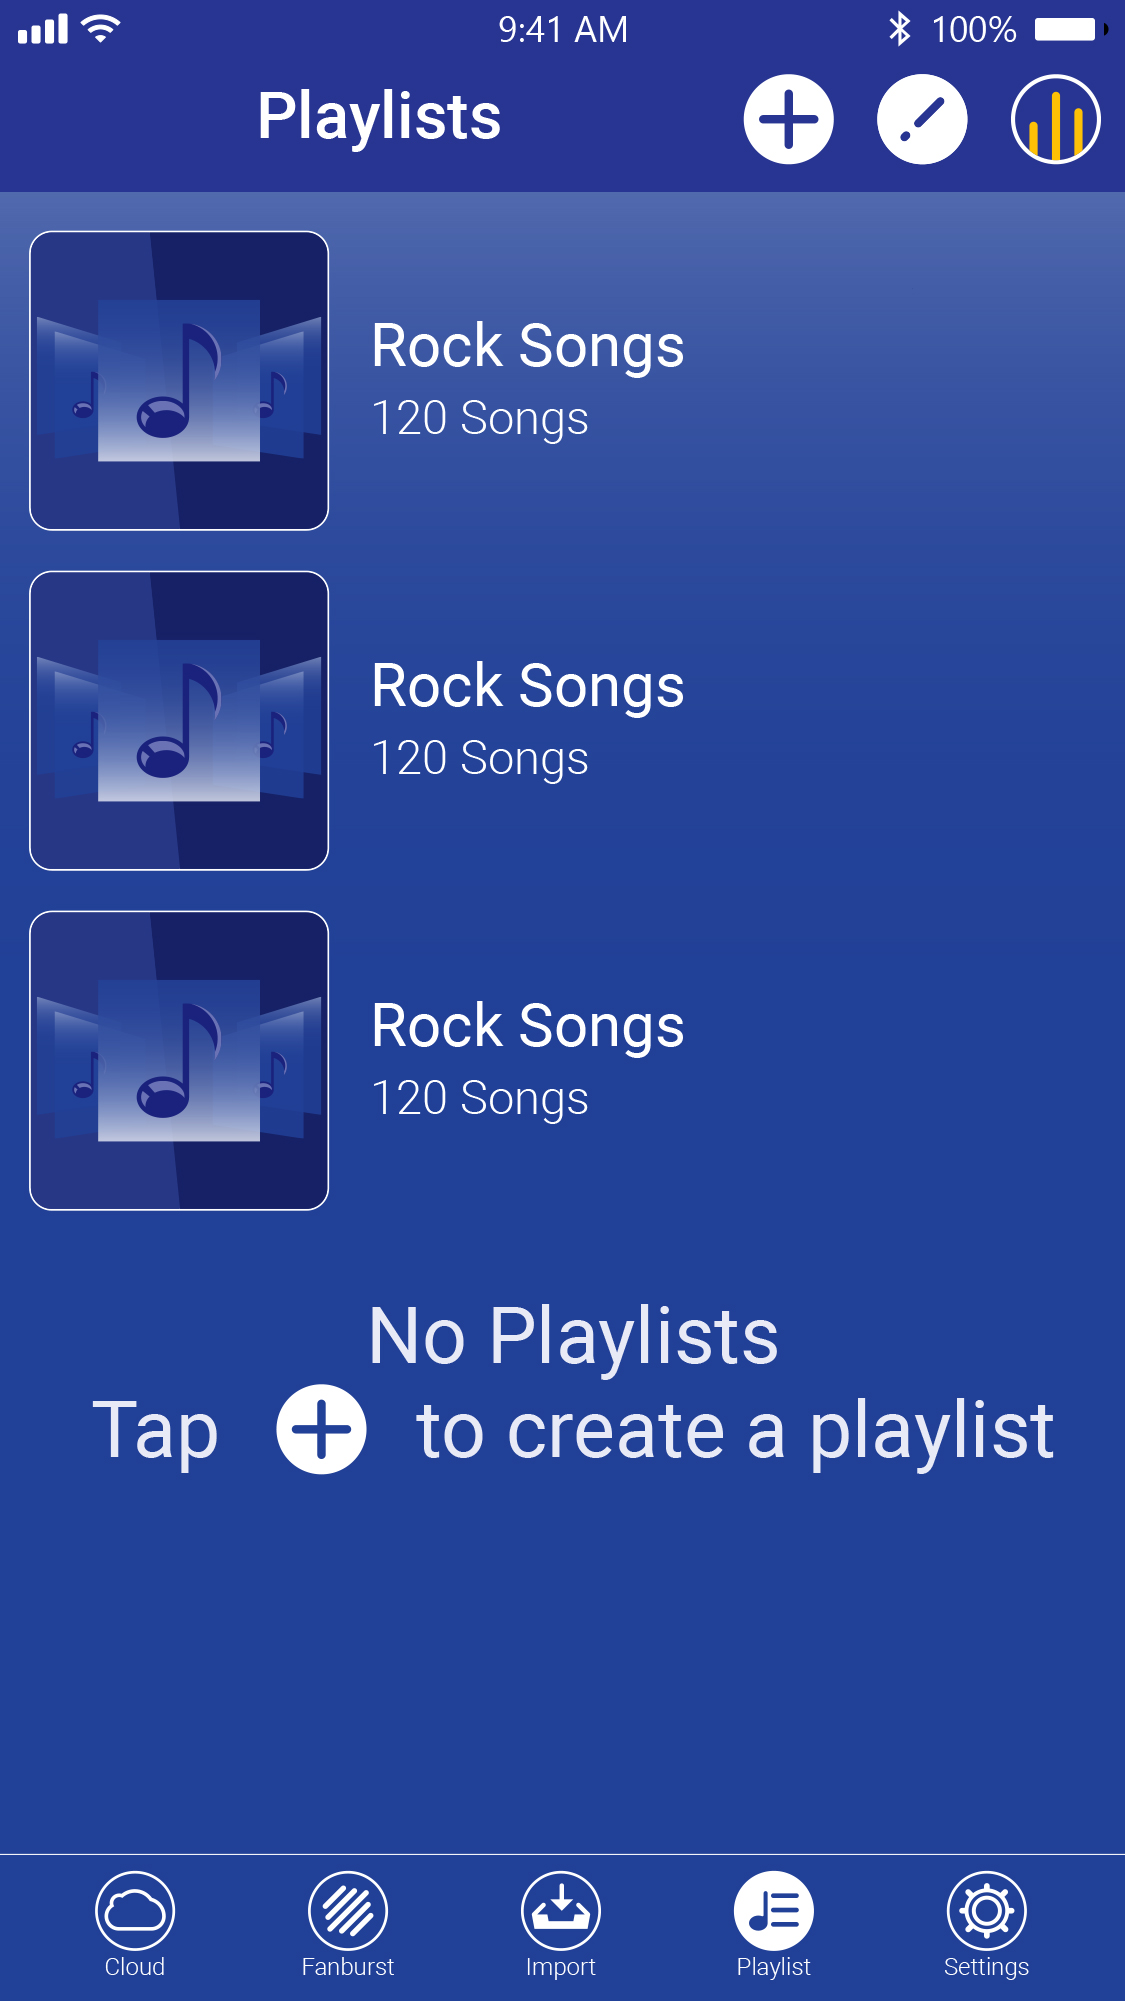 9:41 AM
100%
Playlists
Rock Songs
120 Songs
Rock Songs
120 Songs
Rock Songs
120 Songs
No Playlists
Tap to create a playlist
Cloud
Fanburst
Import
Playlist
Settings